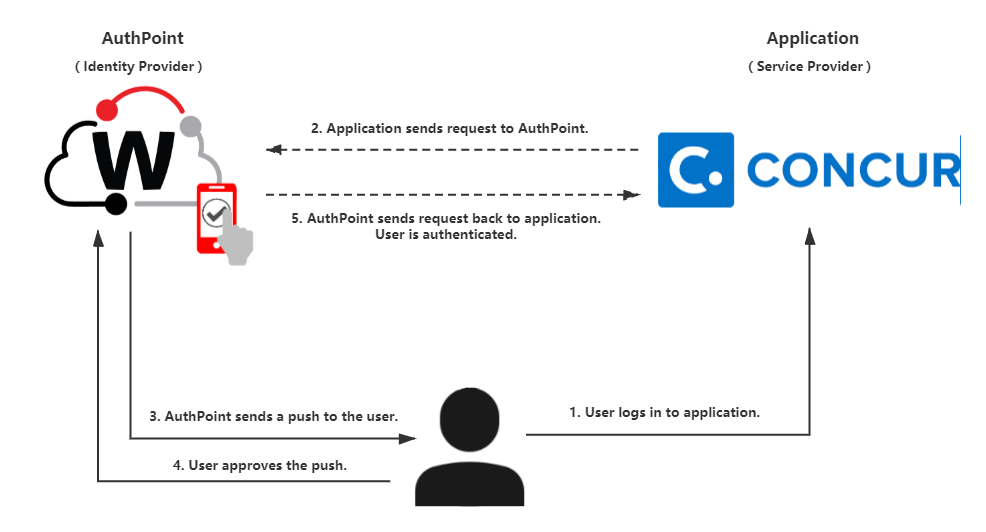 AuthPoint
( Identity Provider )
Application
( Service Provider )
2. Application sends request to AuthPoint.
W
C.
CONCUR
5. AuthPoint sends request back to application.
User is authenticated.
3. AuthPoint sends a push to the user.
1. User logs in to application.
4. User approves the push.